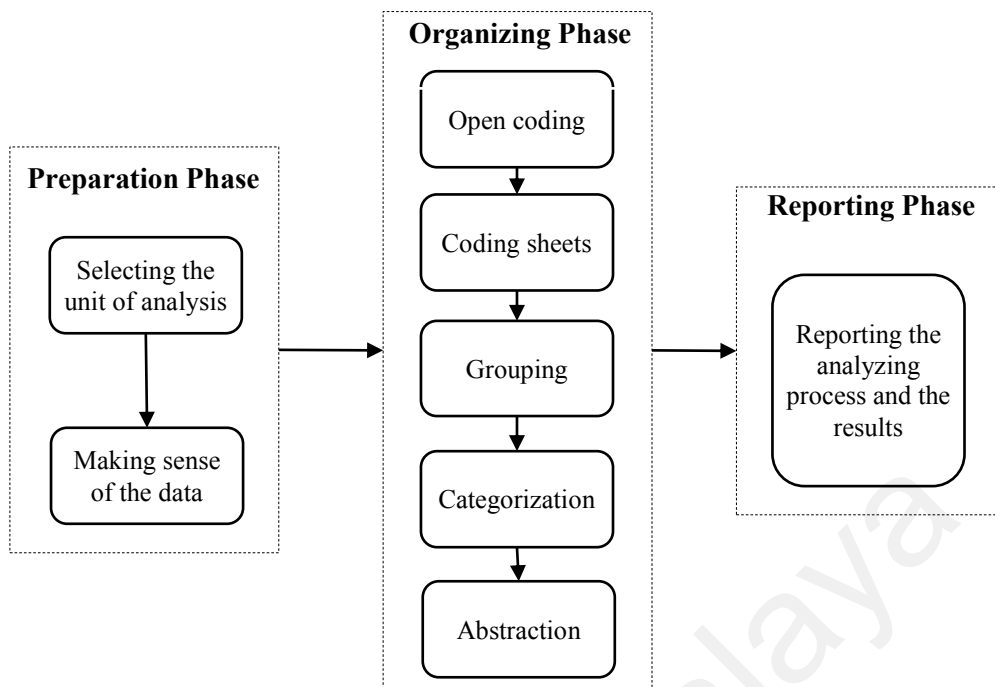 Preparation Phase
Selecting the
unit of analysis
Making sense
of the data
Organizing Phase
Open coding
Coding sheets
Grouping
Categorization
Abstraction
Reporting Phase
Reporting the
analyzing
process and the
results
laya